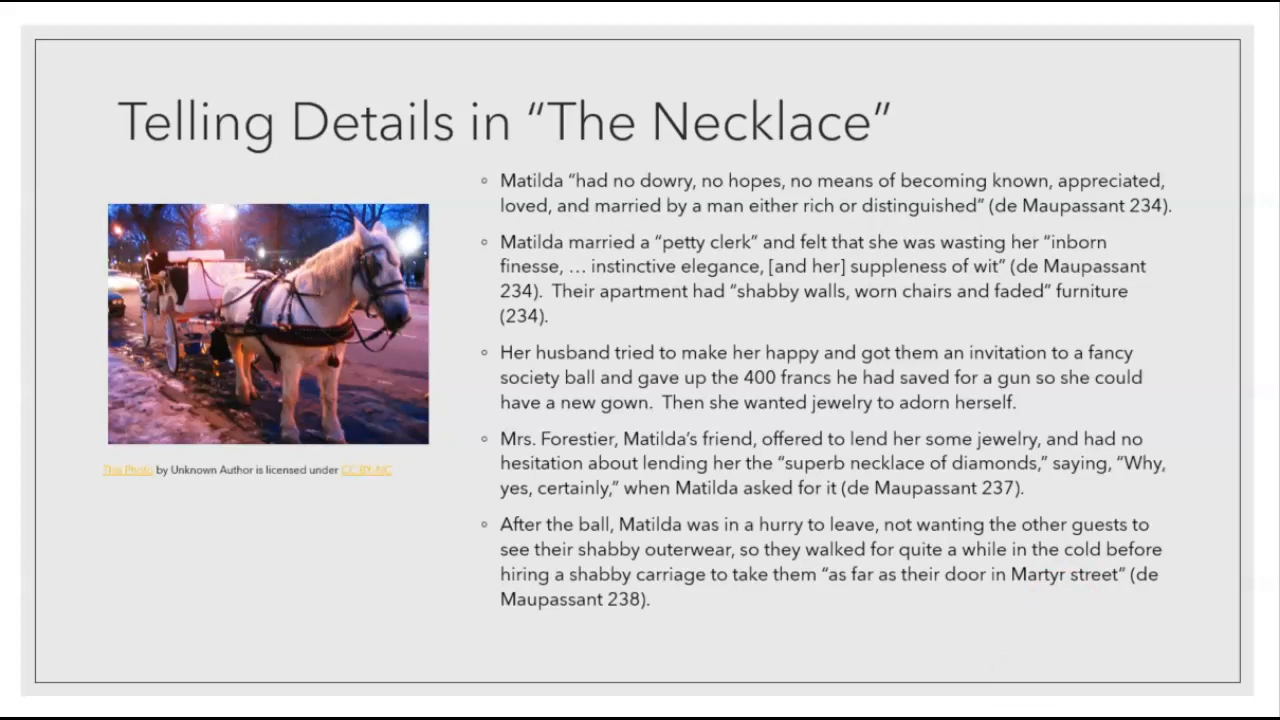 Telling Details in “The Necklace”
◦ Matilda “had no dowry, no hopes, no means of becoming known, appreciated,
loved, and married by a man either rich or distinguished” (de Maupassant 234).
◦ Matilda married a “petty clerk” and felt that she was wasting her “inborn
finesse, … instinctive elegance, [and her] suppleness of wit” (de Maupassant
234).  Their apartment had “shabby walls, worn chairs and faded” furniture
(234).
◦ Her husband tried to make her happy and got them an invitation to a fancy
society ball and gave up the 400 francs he had saved for a gun so she could
have a new gown.  Then she wanted jewelry to adorn herself.
◦ Mrs. Forestier, Matilda’s friend, offered to lend her some jewelry, and had no
hesitation about lending her the “superb necklace of diamonds,” saying, “Why,
yes, certainly,” when Matilda asked for it (de Maupassant 237).
◦ After the ball, Matilda was in a hurry to leave, not wanting the other guests to
see their shabby outerwear, so they walked for quite a while in the cold before
hiring a shabby carriage to take them “as far as their door in Martyr street” (de
Maupassant 238).
This Photo by Unknown Author is licensed under CC BY-NC